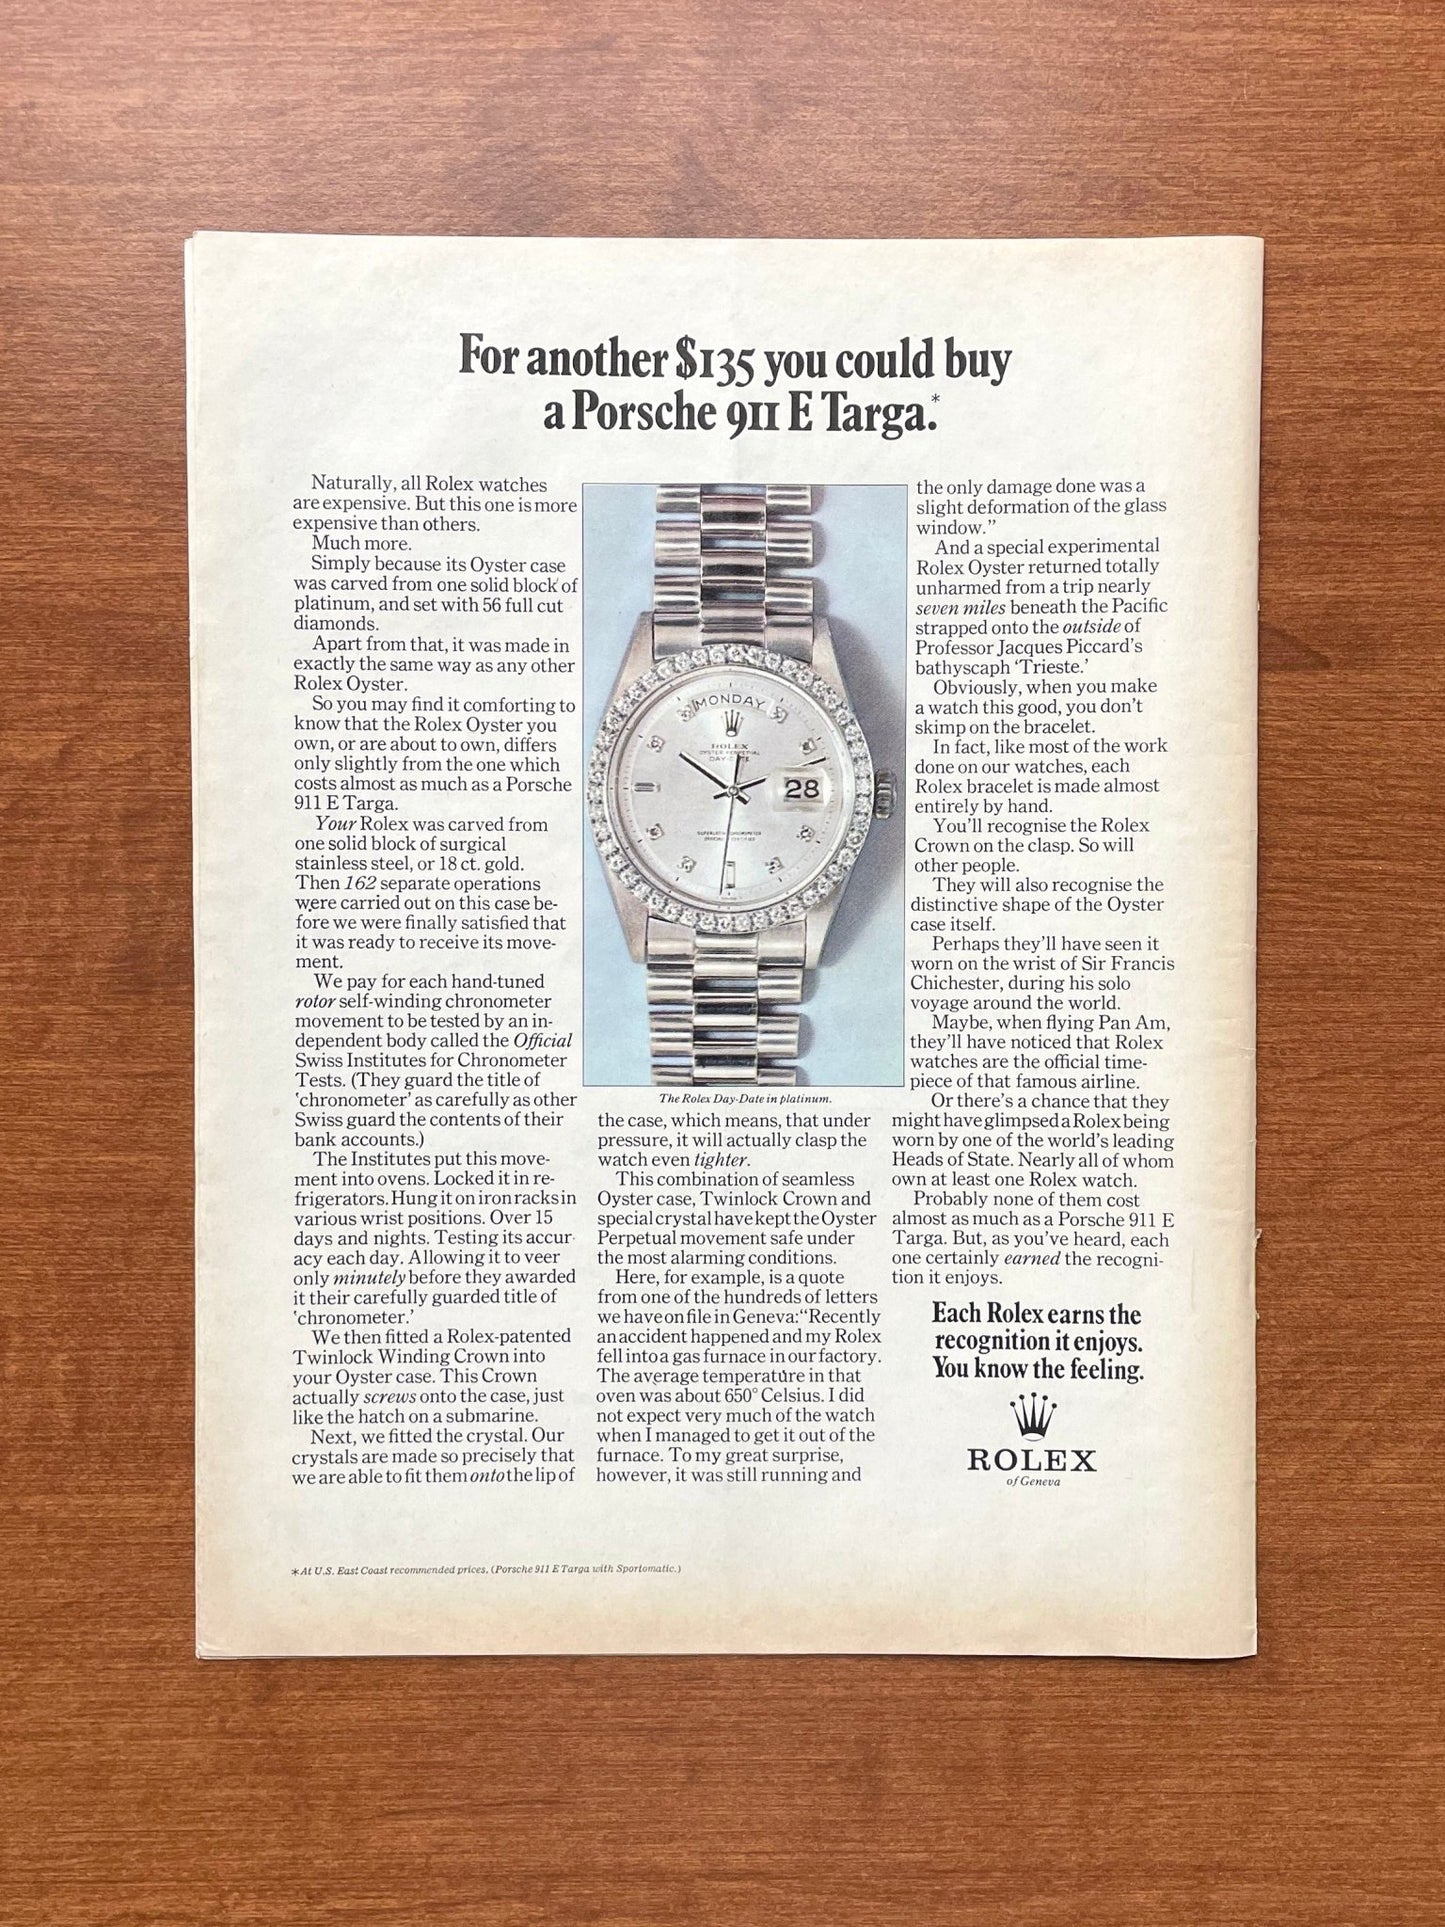 For another $135 you could buy
a Porsche 911 E Targa.*
Naturally, all Rolex watches
are expensive. But this one is more
expensive than others.
Much more.
Simply because its Oyster case
was carved from one solid block of
platinum, and set with 56 full cut
diamonds.
Apart from that, it was made in
exactly the same way as any other
Rolex Oyster.
So you may find it comforting to
know that the Rolex Oyster you
own, or are about to own, differs
only slightly from the one which
costs almost as much as a Porsche
911 E Targa.
Your Rolex was carved from
one solid block of surgical
stainless steel, or 18 ct. gold.
Then 162 separate operations
were carried out on this case be-
fore we were finally satisfied that
it was ready to receive its move-
ment.
We pay for each hand-tuned
rotor self-winding chronometer
movement to be tested by an in-
dependent body called the Official
Swiss Institutes for Chronometer
Tests. (They guard the title of
'chronometer' as carefully as other
Swiss guard the contents of their
bank accounts.)
The Institutes put this move-
ment into ovens. Locked it in re-
frigerators. Hung it on iron racks in
various wrist positions. Over 15
days and nights. Testing its accur-
acy each day. Allowing it to veer
only minutely before they awarded
it their carefully guarded title of
'chronometer.'
We then fitted a Rolex-patented
Twinlock Winding Crown into
your Oyster case. This Crown
actually screws onto the case, just
like the hatch on a submarine.
Next, we fitted the crystal. Our
crystals are made so precisely that
we are able to fit them onto the lip of
MONDAY
ROLEX
OYSTER PERPETUAL
DAY-DATE
28
SUPERLATIVE CHRONOMETER
OFFICIALLY CERTIFIED
The Rolex Day-Date in platinum.
the case, which means, that under
pressure, it will actually clasp the
watch even tighter.
This combination of seamless
Oyster case, Twinlock Crown and
special crystal have kept the Oyster
Perpetual movement safe under
the most alarming conditions.
Here, for example, is a quote
from one of the hundreds of letters
we have on file in Geneva: “Recently
an accident happened and my Rolex
fell into a gas furnace in our factory.
The average temperature in that
oven was about 650° Celsius. I did
not expect very much of the watch
when I managed to get it out of the
furnace. To my great surprise,
however, it was still running and
the only damage done was a
slight deformation of the glass
window.”
And a special experimental
Rolex Oyster returned totally
unharmed from a trip nearly
seven miles beneath the Pacific
strapped onto the outside of
Professor Jacques Piccard's
bathyscaph 'Trieste.'
Obviously, when you make
a watch this good, you don't
skimp on the bracelet.
In fact, like most of the work
done on our watches, each
Rolex bracelet is made almost
entirely by hand.
You'll recognise the Rolex
Crown on the clasp. So will
other people.
They will also recognise the
distinctive shape of the Oyster
case itself.
Perhaps they'll have seen it
worn on the wrist of Sir Francis
Chichester, during his solo
voyage around the world.
Maybe, when flying Pan Am,
they'll have noticed that Rolex
watches are the official time-
piece of that famous airline.
Or there's a chance that they
might have glimpsed a Rolex being
worn by one of the world's leading
Heads of State. Nearly all of whom
own at least one Rolex watch.
Probably none of them cost
almost as much as a Porsche 911 E
Targa. But, as you've heard, each
one certainly earned the recogni-
tion it enjoys.
Each Rolex earns the
recognition it enjoys.
You know the feeling.
ROLEX
of Geneva
*At U.S. East Coast recommended prices. (Porsche 911 E Targa with Sportomatic.)